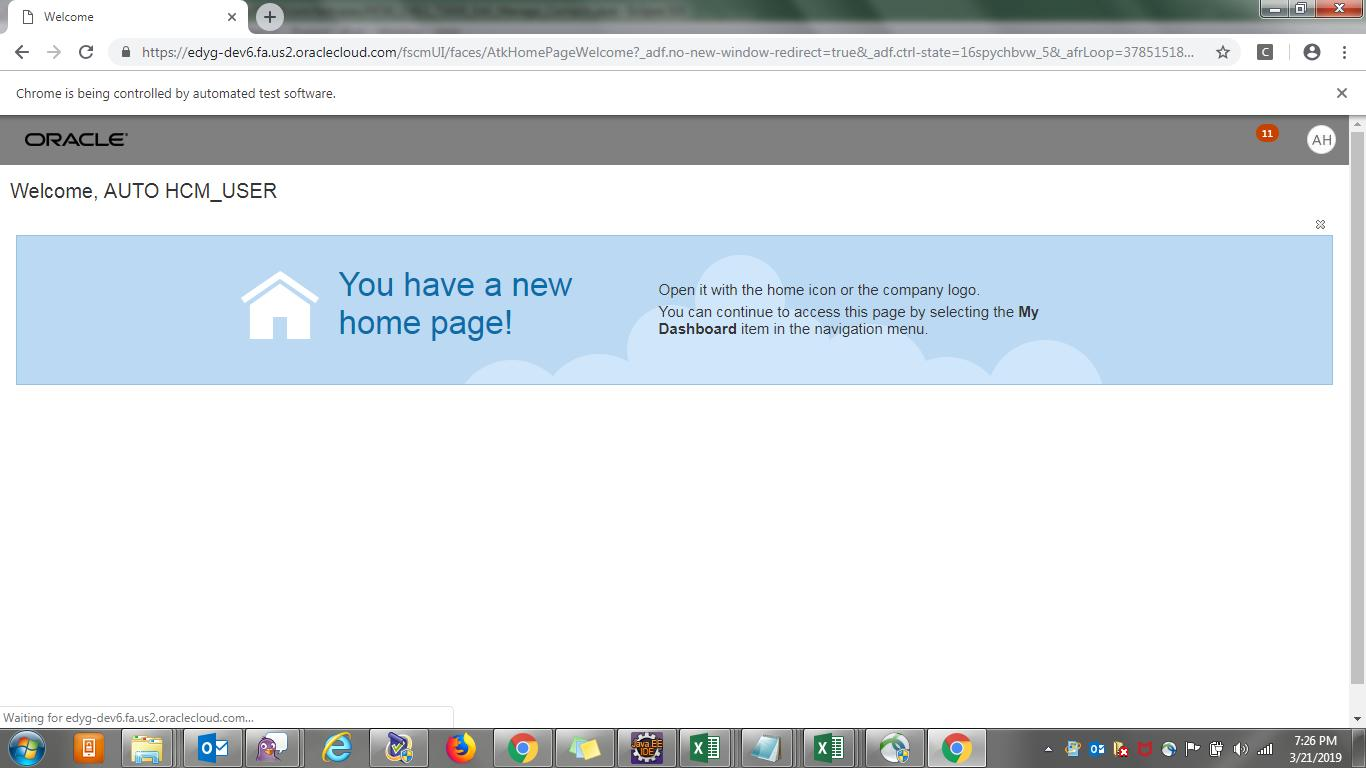 Welcome
https://edyg-dev6.fa.us2.oraclecloud.com/fscmUI/faces/AtkHomePageWelcome?_adf.no-new-window-redirect=true&_adf.ctrl-state=16spychbvw_5&_afrLoop=37851518...
C
Chrome is being controlled by automated test software.
ORACLE
11
AH
Welcome, AUTO HCM_USER
You have a new
home page!
Open it with the home icon or the company logo.
You can continue to access this page by selecting the My
Dashboard item in the navigation menu.
Waiting for edyg-dev6.fa.us2.oraclecloud.com...
Java EE
IDE
7:26 PM
3/21/2019